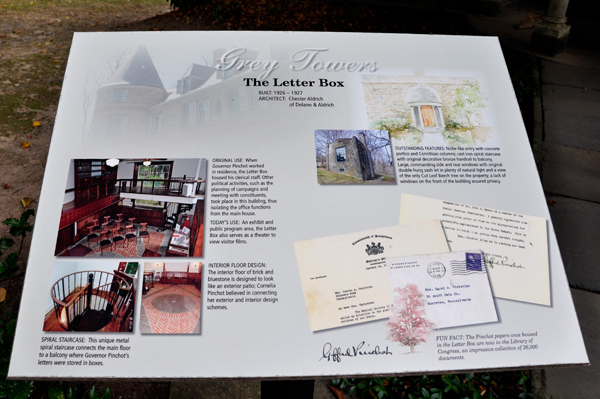 Grey Towers
The Letter Box
BUILT: 1926 – 1927
ARCHITECT: Chester Aldrich
of Delano & Aldrich
ORIGINAL USE: When
Governor Pinchot worked
in residence, the Letter Box
housed his clerical staff. Other
political activities, such as the
planning of campaigns and
meeting with constituents,
took place in this building, thus
isolating the office functions
from the main house.
TODAY'S USE: An exhibit and
public program area, the Letter
Box also serves as a theater to
view visitor films.
INTERIOR FLOOR DESIGN:
The interior floor of brick and
bluestone is designed to look
like an exterior patio; Cornelia
Pinchot believed in connecting
her exterior and interior design
schemes.
SPIRAL STAIRCASE: This unique metal
spiral staircase connects the main floor
to a balcony where Governor Pinchot's
letters were stored in boxes.
OUTSTANDING FEATURES: Niche-like entry with concrete
portico and Corinthian columns; cast iron spiral staircase
with original decorative bronze handrail to balcony.
Large, commanding side and rear windows with original
double-hung sash let in plenty of natural light and a view
of the only Cut Leaf Beech tree on the property; a lack of
windows on the front of the building assured privacy.
Gifford Pinchot
FUN FACT: The Pinchot papers once housed
in the Letter Box are now in the Library of
Congress, an impressive collection of 36,000
documents.